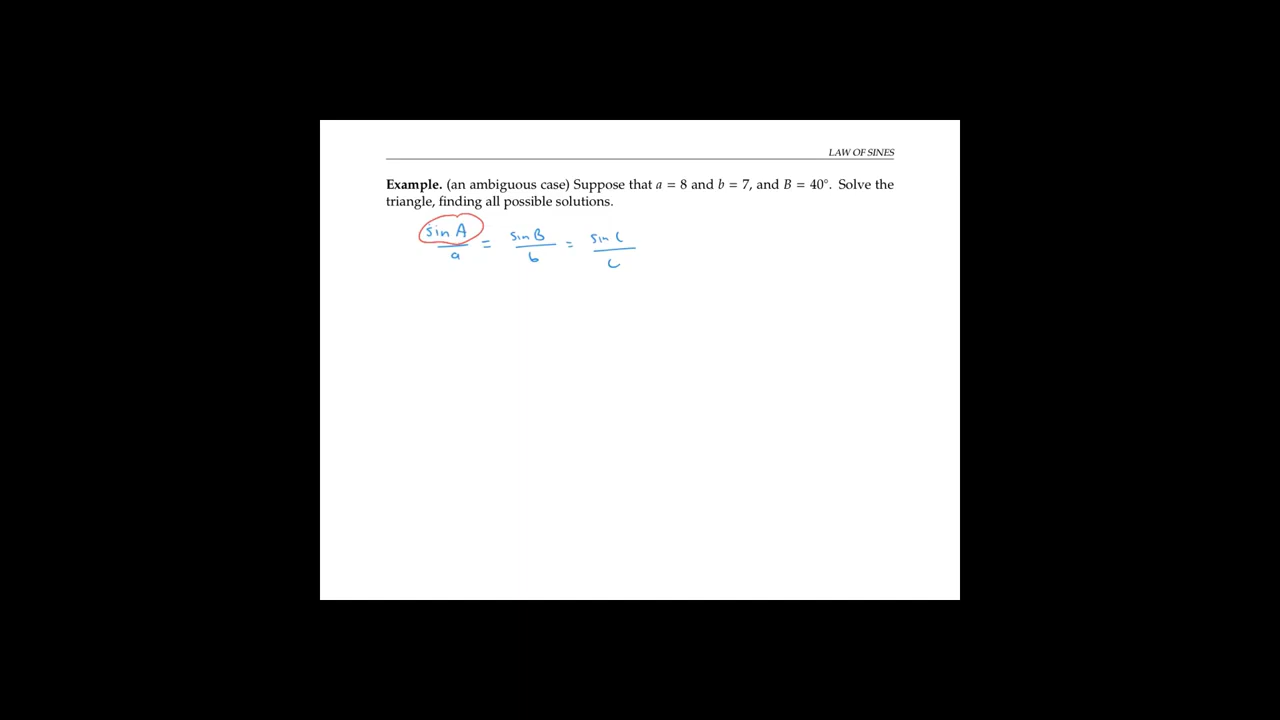 LAW OF SINES
Example. (an ambiguous case) Suppose that a = 8 and b = 7, and B = 40°. Solve the
triangle, finding all possible solutions.
sin A / a = sin B / b = sin C / c